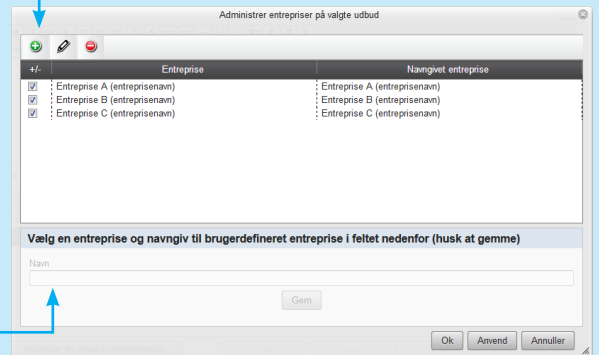 Administrer entrepriser på valgte udbud
+/- Entreprise Navngivet entreprise
Entreprise A (entreprisenavn) Entreprise A (entreprisenavn)
Entreprise B (entreprisenavn) Entreprise B (entreprisenavn)
Entreprise C (entreprisenavn) Entreprise C (entreprisenavn)
Vælg en entreprise og navngiv til brugerdefineret entreprise i feltet nedenfor (husk at gemme)
Navn
Gem
Ok Anvend Annuller